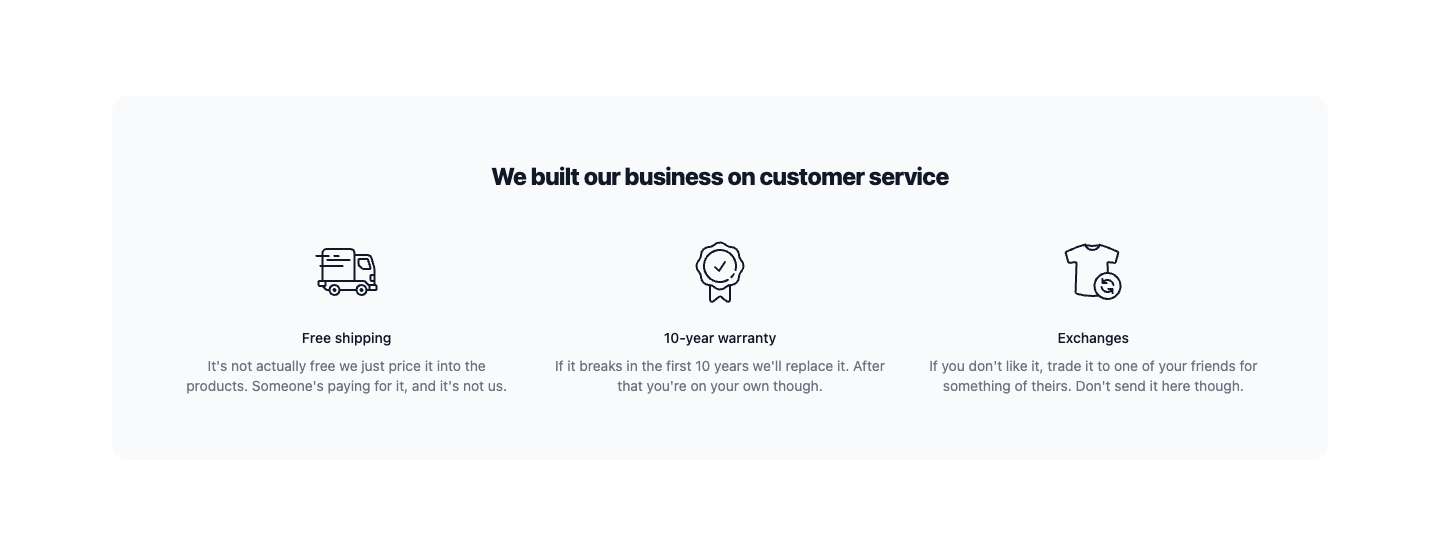 We built our business on customer service
Free shipping
It's not actually free we just price it into the
products. Someone's paying for it, and it's not us.
10-year warranty
If it breaks in the first 10 years we'll replace it. After
that you're on your own though.
Exchanges
If you don't like it, trade it to one of your friends for
something of theirs. Don't send it here though.